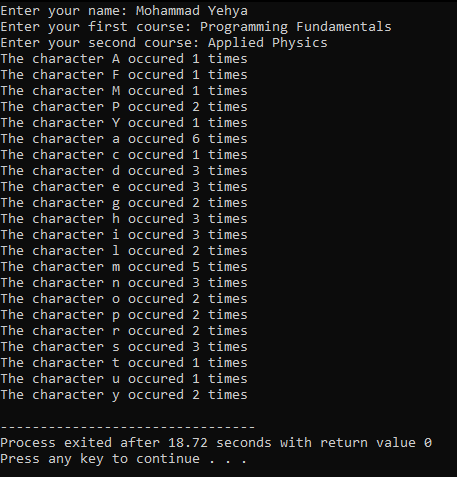 Enter your name: Mohammad Yehya
Enter your first course: Programming Fundamentals
Enter your second course: Applied Physics
The character A occured 1 times
The character F occured 1 times
The character M occured 1 times
The character P occured 2 times
The character Y occured 1 times
The character a occured 6 times
The character c occured 1 times
The character d occured 3 times
The character e occured 3 times
The character g occured 2 times
The character h occured 3 times
The character i occured 3 times
The character l occured 2 times
The character m occured 5 times
The character n occured 3 times
The character o occured 2 times
The character p occured 2 times
The character r occured 2 times
The character s occured 3 times
The character t occured 1 times
The character u occured 1 times
The character y occured 2 times
--------------------------------
Process exited after 18.72 seconds with return value 0
Press any key to continue . . .